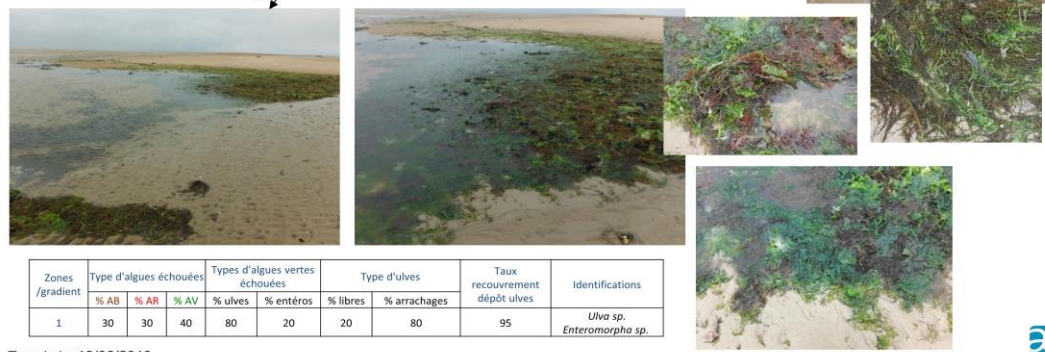 Zones /gradient | Type d'algues échouées | Types d'algues vertes échouées | Type d'ulves | Taux recouvrement dépôt ulves | Identifications
% AB | % AR | % AV | % ulves | % entéros | % libres | % arrachages
1 | 30 | 30 | 40 | 80 | 20 | 20 | 80 | 95 | Ulva sp. Enteromorpha sp.